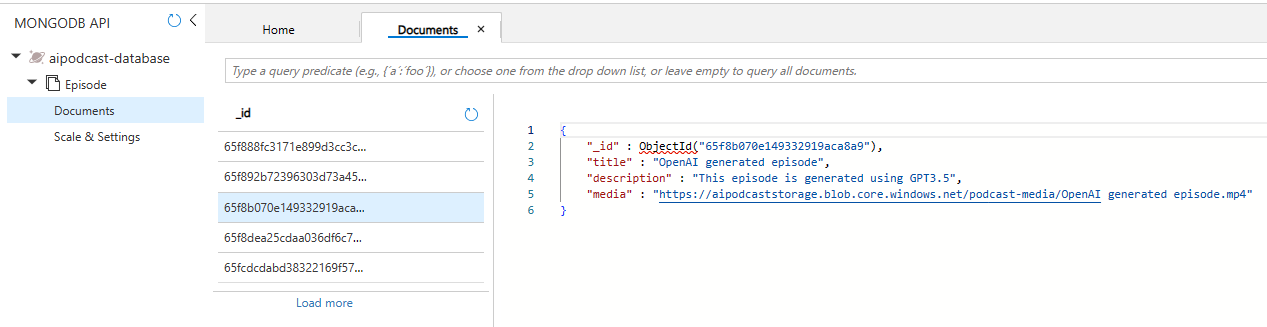 MONGODB API
Home
Documents
aipodcast-database
Episode
Documents
Scale & Settings
Type a query predicate (e.g., {´a´:´foo´}), or choose one from the drop down list, or leave empty to query all documents.
_id
65f888fc3171e899d3cc3c...
65f892b72396303d73a45...
65f8b070e149332919aca...
65f8dea25cdaa036df6c7...
65fcdcdabd38322169f57...
Load more
1 {
2 "_id" : ObjectId("65f8b070e149332919aca8a9"),
3 "title" : "OpenAI generated episode",
4 "description" : "This episode is generated using GPT3.5",
5 "media" : "https://aipodcaststorage.blob.core.windows.net/podcast-media/OpenAI generated episode.mp4"
6 }